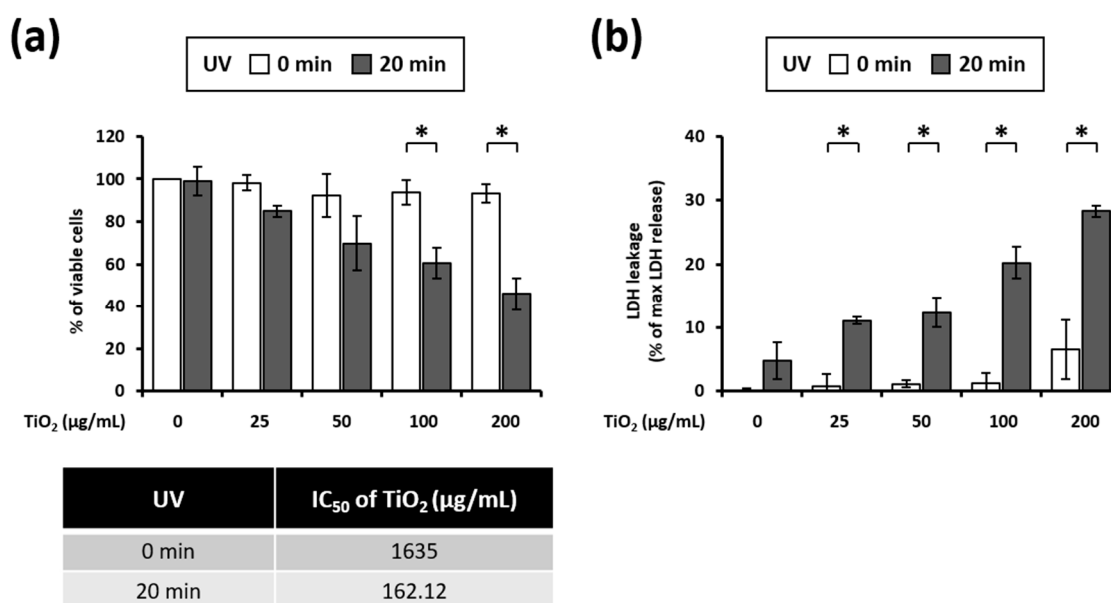 (a)
UV 0 min 20 min
* *
120
100
80
60
40
20
0
% of viable cells
TiO₂ (µg/mL) 0 25 50 100 200
UV IC₅₀ of TiO₂ (µg/mL)
0 min 1635
20 min 162.12
(b)
UV 0 min 20 min
* * * *
40
30
20
10
0
LDH leakage
(% of max LDH release)
TiO₂ (µg/mL) 0 25 50 100 200